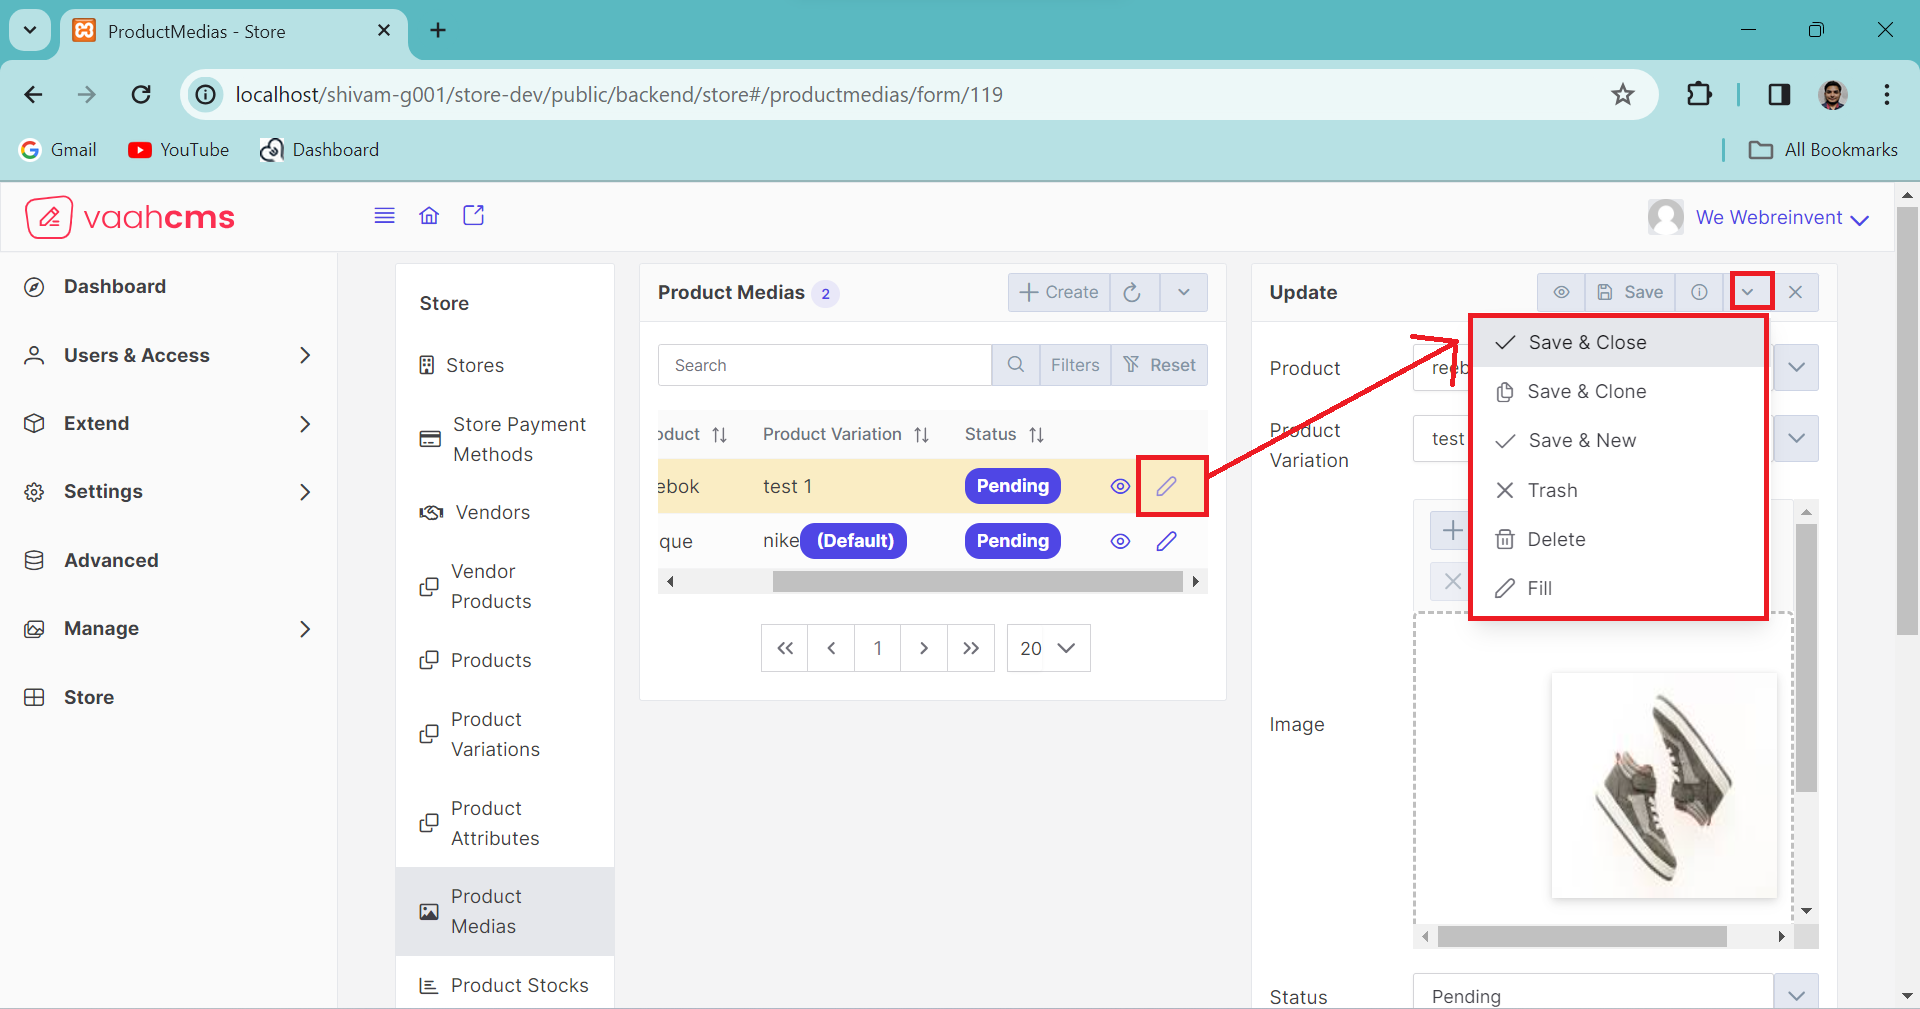 ProductMedias - Store
localhost/shivam-g001/store-dev/public/backend/store#/productmedias/form/119
Gmail YouTube Dashboard All Bookmarks
vaahcms
We Webreinvent
Dashboard
Users & Access
Extend
Settings
Advanced
Manage
Store
Store
Stores
Store Payment
Methods
Vendors
Vendor
Products
Products
Product
Variations
Product
Attributes
Product
Medias
Product Stocks
Product Medias 2
Create
Search Filters Reset
oduct Product Variation Status
ebok test 1 Pending
que nike (Default) Pending
1 20
Update
Save
Product reeb
Product
Variation
test
Save & Close
Save & Clone
Save & New
Trash
Delete
Fill
Image
Status Pending